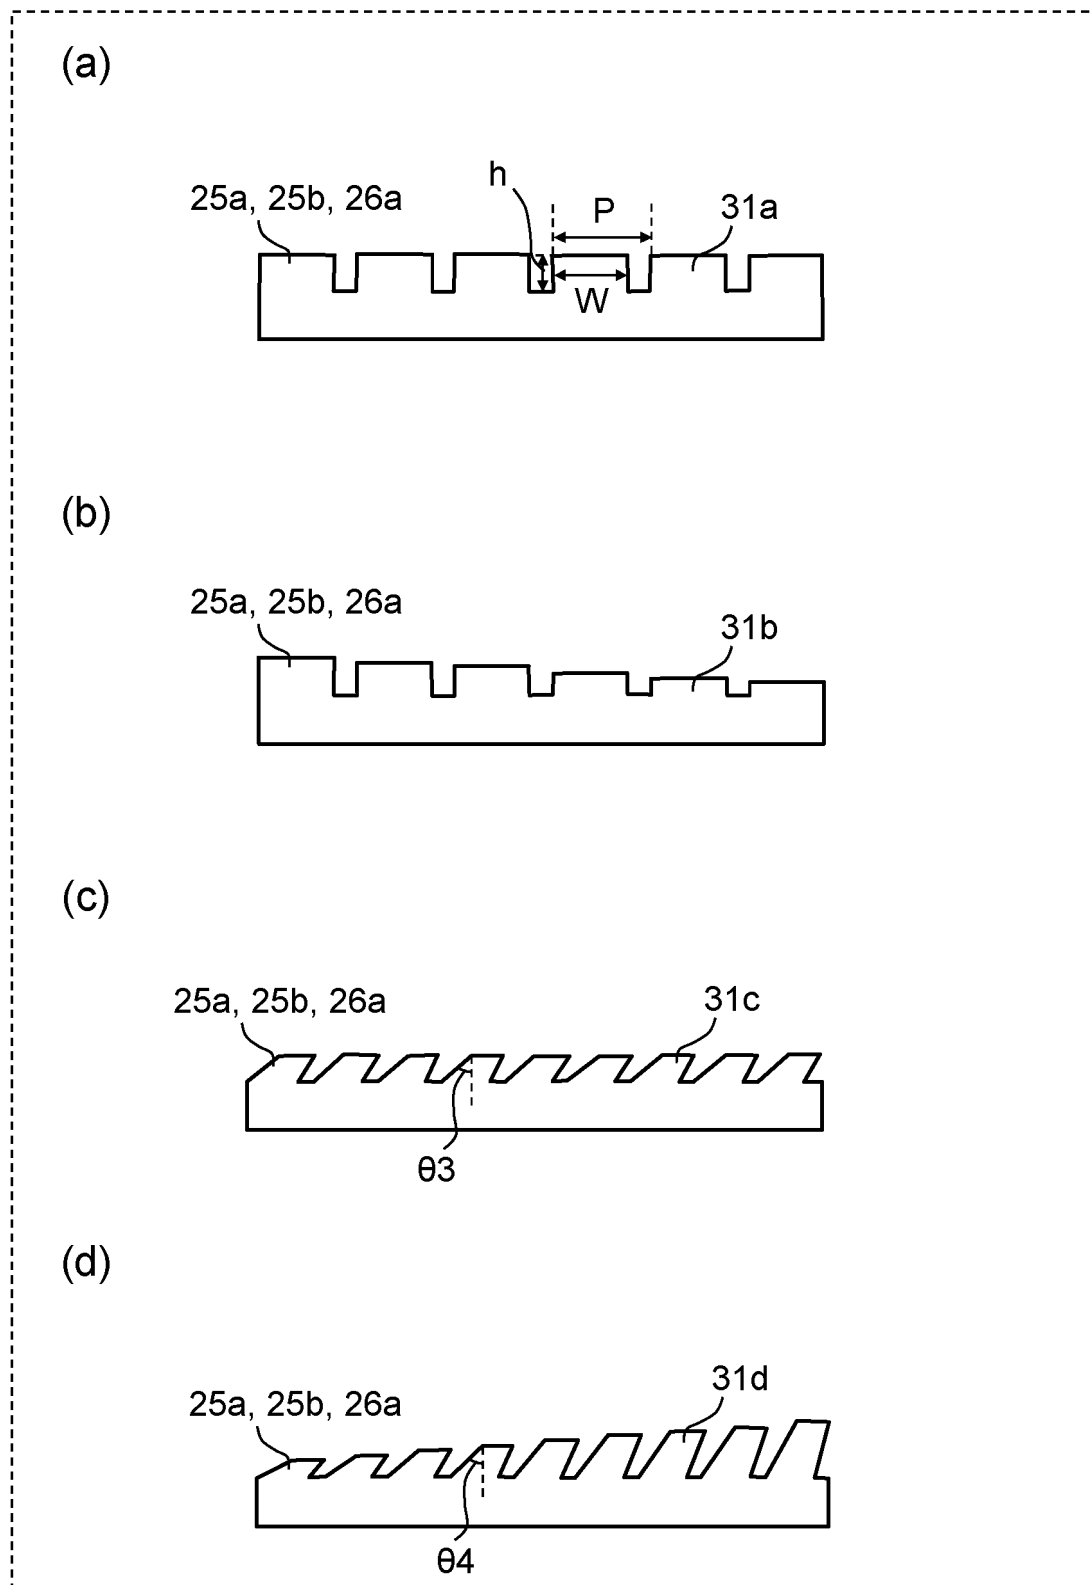 (a)
h
25a, 25b, 26a
P
31a
W
(b)
25a, 25b, 26a
31b
(c)
25a, 25b, 26a
31c
θ3
(d)
31d
25a, 25b, 26a
θ4